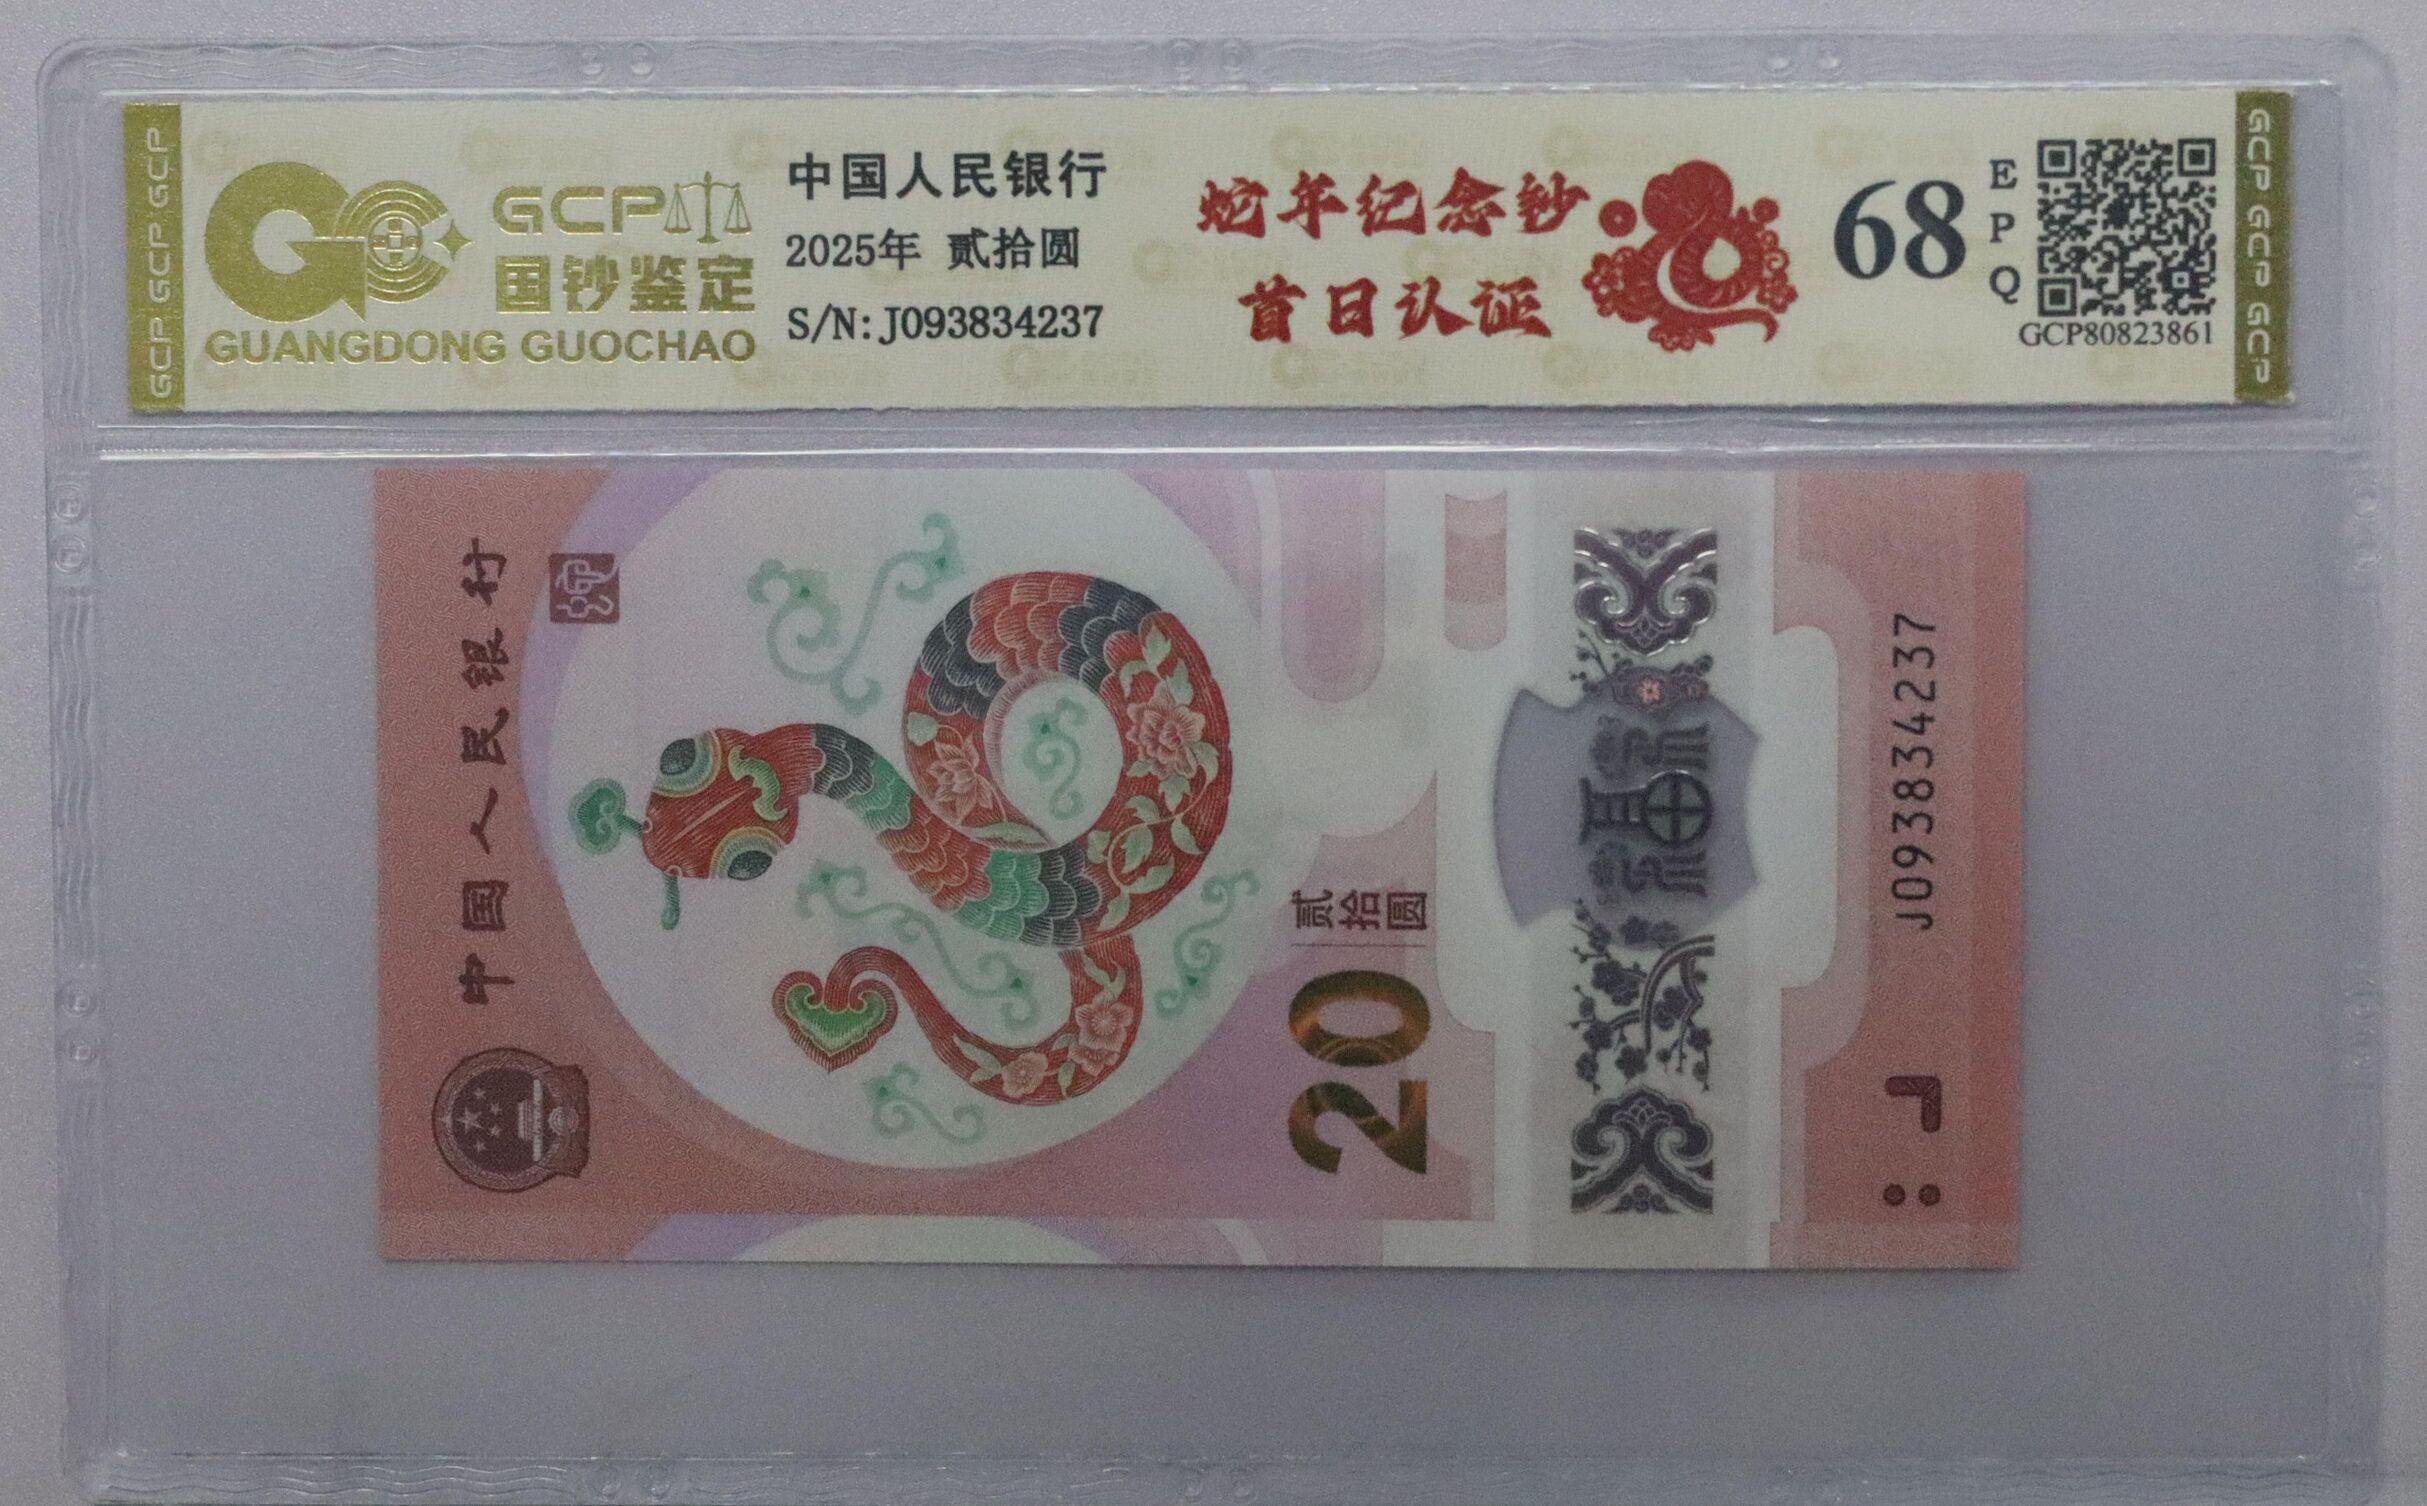 GCP GCP GCP
GCP
国钞鉴定
GUANGDONG GUOCHAO
中国人民银行
2025年 贰拾圆
S/N:J093834237
蛇年纪念钞
首日认证
68
EPQ
GCP80823861
GCP GCP GCP
中国人民银行
20
贰拾圆
福
J093834237